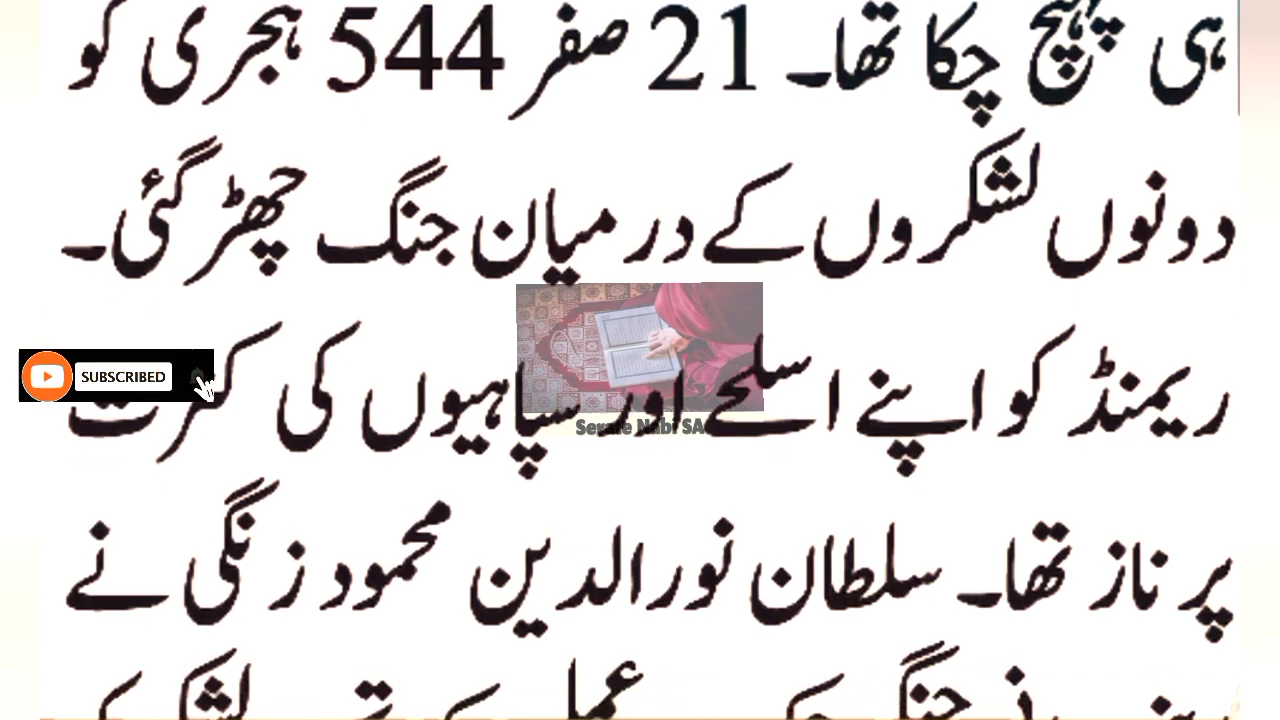 ہی پہنچ چکا تھا۔ 21 صفر 544 ہجری کو
دونوں لشکروں کے درمیان جنگ چھڑ گئی۔
ریمنڈ کو اپنے اسلحے اور سپاہیوں کی کثرت
SUBSCRIBED
Serate Nabi SA
پر ناز تھا۔ سلطان نورالدین محمود زنگی نے